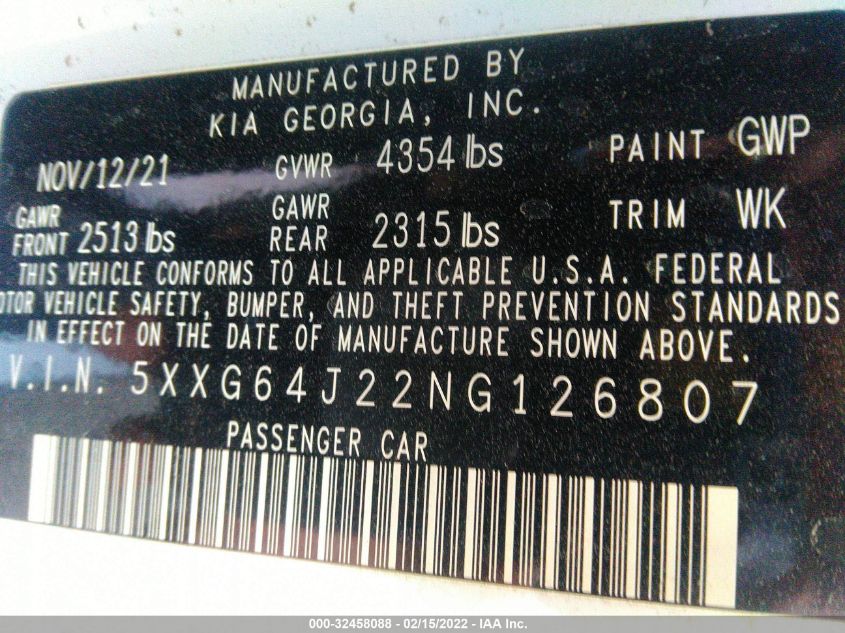 MANUFACTURED BY
KIA GEORGIA, INC.
NOV/12/21 GVWR 4354 lbs PAINT GWP
GAWR FRONT 2513 lbs GAWR REAR 2315 lbs TRIM WK
THIS VEHICLE CONFORMS TO ALL APPLICABLE U.S.A. FEDERAL
OTOR VEHICLE SAFETY, BUMPER, AND THEFT PREVENTION STANDARDS
IN EFFECT ON THE DATE OF MANUFACTURE SHOWN ABOVE.
V.I.N. 5XXG64J22NG126807
PASSENGER CAR
000-32458088 - 02/15/2022 - IAA Inc.